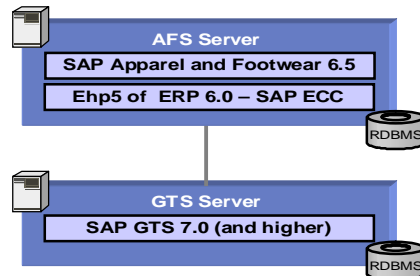 AFS Server
SAP Apparel and Footwear 6.5
Ehp5 of ERP 6.0 – SAP ECC
RDBMS
GTS Server
SAP GTS 7.0 (and higher)
RDBMS